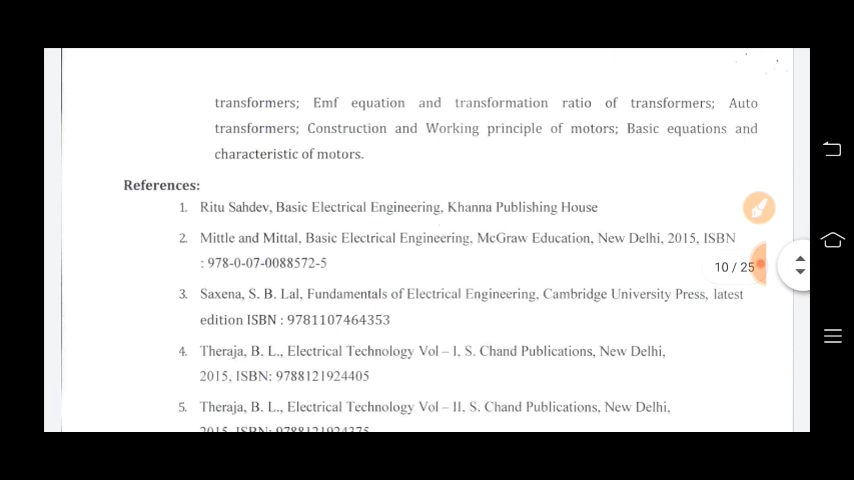 transformers; Emf equation and transformation ratio of transformers; Auto
transformers; Construction and Working principle of motors; Basic equations and
characteristic of motors.
References:
1. Ritu Sahdev, Basic Electrical Engineering, Khanna Publishing House
2. Mittle and Mittal, Basic Electrical Engineering, McGraw Education, New Delhi, 2015, ISBN
: 978-0-07-0088572-5
10 / 25
3. Saxena, S. B. Lal, Fundamentals of Electrical Engineering, Cambridge University Press, latest
edition ISBN : 9781107464353
4. Theraja, B. L., Electrical Technology Vol – I, S. Chand Publications, New Delhi,
2015, ISBN: 9788121924405
5. Theraja, B. L., Electrical Technology Vol – II, S. Chand Publications, New Delhi,
2015, ISBN: 9788121924375